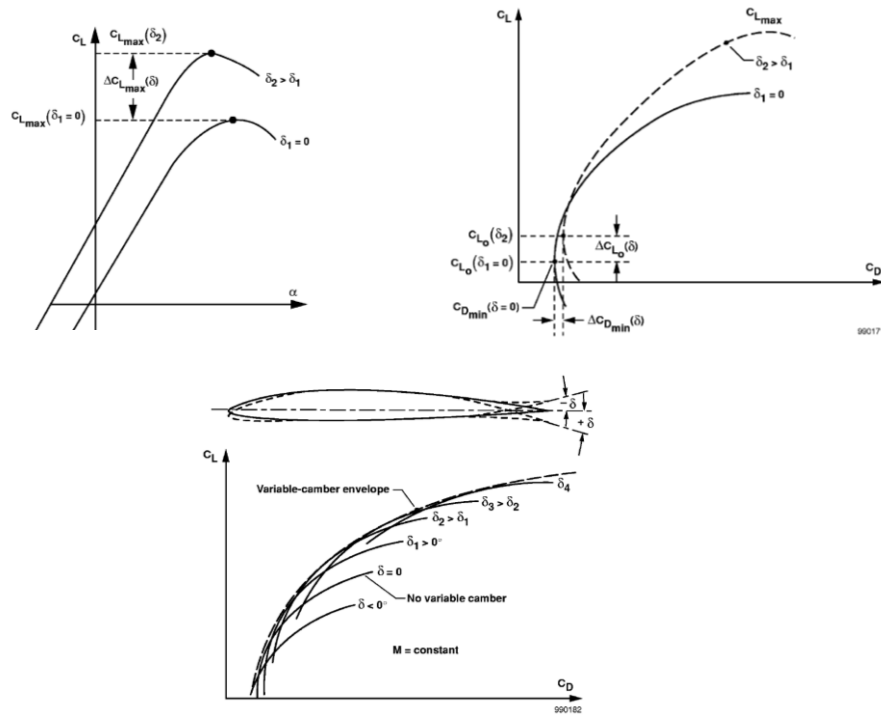 C_L
C_Lmax(δ₂)
ΔC_Lmax(δ)
δ₂ > δ₁
C_Lmax(δ₁ = 0)
δ₁ = 0
α
C_L
C_Lmax
δ₂ > δ₁
δ₁ = 0
C_Lo(δ₂)
ΔC_Lo(δ)
C_Lo(δ₁ = 0)
C_D
C_Dmin(δ = 0)
ΔC_Dmin(δ)
990171
– δ
+ δ
C_L
Variable-camber envelope
δ₄
δ₃ > δ₂
δ₂ > δ₁
δ₁ > 0°
δ = 0
No variable camber
δ < 0°
M = constant
C_D
990182